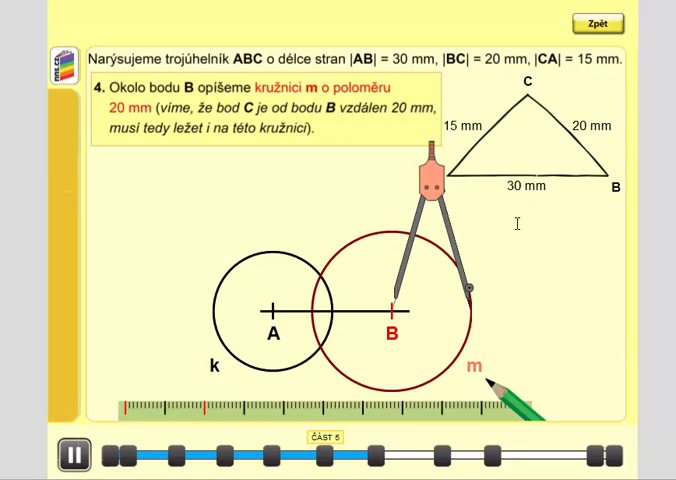 Zpět
nns.cz
Narýsujeme trojúhelník ABC o délce stran |AB| = 30 mm, |BC| = 20 mm, |CA| = 15 mm.
4. Okolo bodu B opíšeme kružnici m o poloměru
20 mm (víme, že bod C je od bodu B vzdálen 20 mm,
musí tedy ležet i na této kružnici).
C
15 mm
20 mm
30 mm
B
A
B
k
m
ČÁST 5